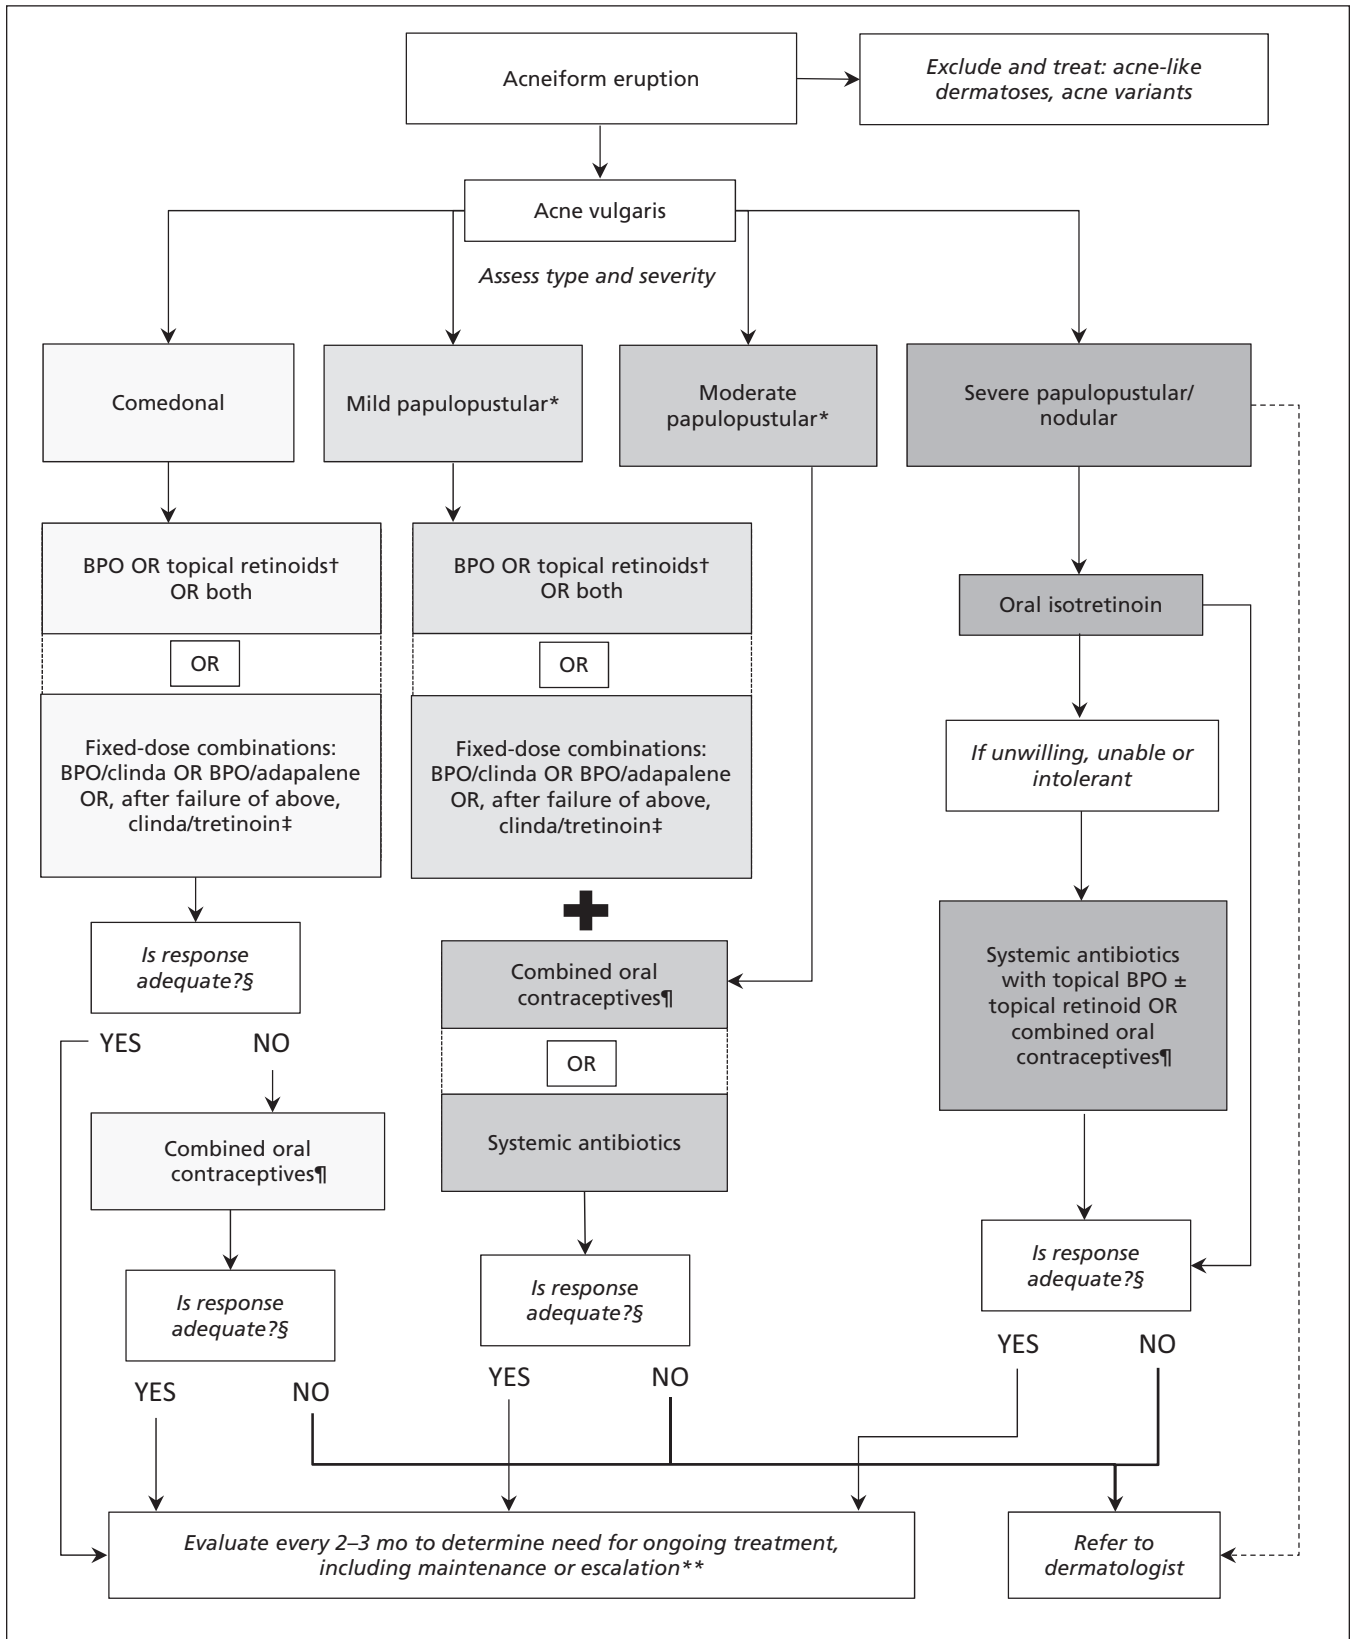 Acneiform eruption
Exclude and treat: acne-like
dermatoses, acne variants
Acne vulgaris
Assess type and severity
Comedonal
Mild papulopustular*
Moderate
papulopustular*
Severe papulopustular/
nodular
BPO OR topical retinoids†
OR both
OR
Fixed-dose combinations:
BPO/clinda OR BPO/adapalene
OR, after failure of above,
clinda/tretinoin‡
Is response
adequate?§
YES
NO
Combined oral
contraceptives¶
Is response
adequate?§
YES
NO
BPO OR topical retinoids†
OR both
OR
Fixed-dose combinations:
BPO/clinda OR BPO/adapalene
OR, after failure of above,
clinda/tretinoin‡
Combined oral
contraceptives¶
OR
Systemic antibiotics
Is response
adequate?§
YES
NO
Oral isotretinoin
If unwilling, unable or
intolerant
Systemic antibiotics
with topical BPO ±
topical retinoid OR
combined oral
contraceptives¶
Is response
adequate?§
YES
NO
Evaluate every 2–3 mo to determine need for ongoing treatment,
including maintenance or escalation**
Refer to
dermatologist